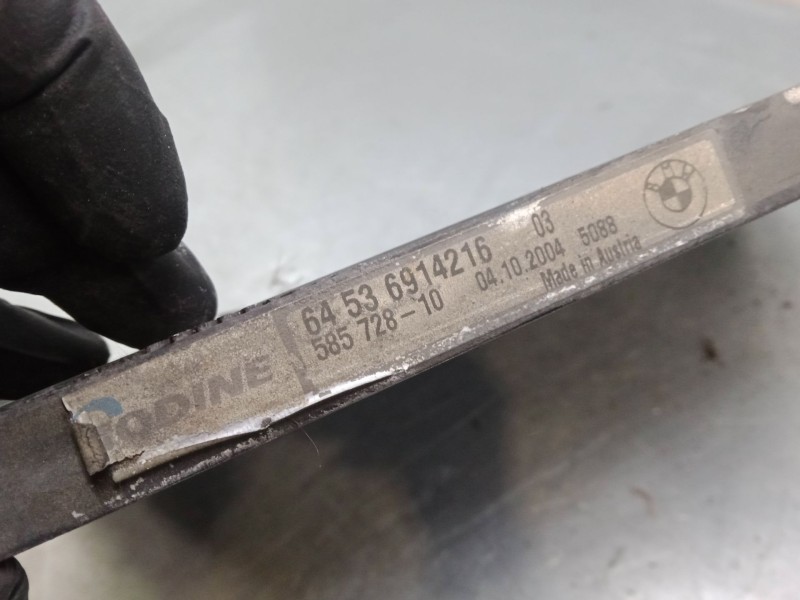 ODINE
64 53 6914216 03
585 728-10 04.10.2004 5088
Made in Austria
BMW